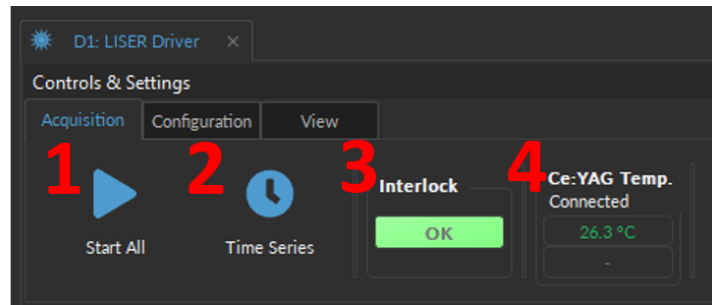 D1: LISER Driver ×
Controls & Settings
Acquisition Configuration View
1 2 3 4
Start All
Time Series
Interlock
OK
Ce:YAG Temp.
Connected
26.3 °C
-